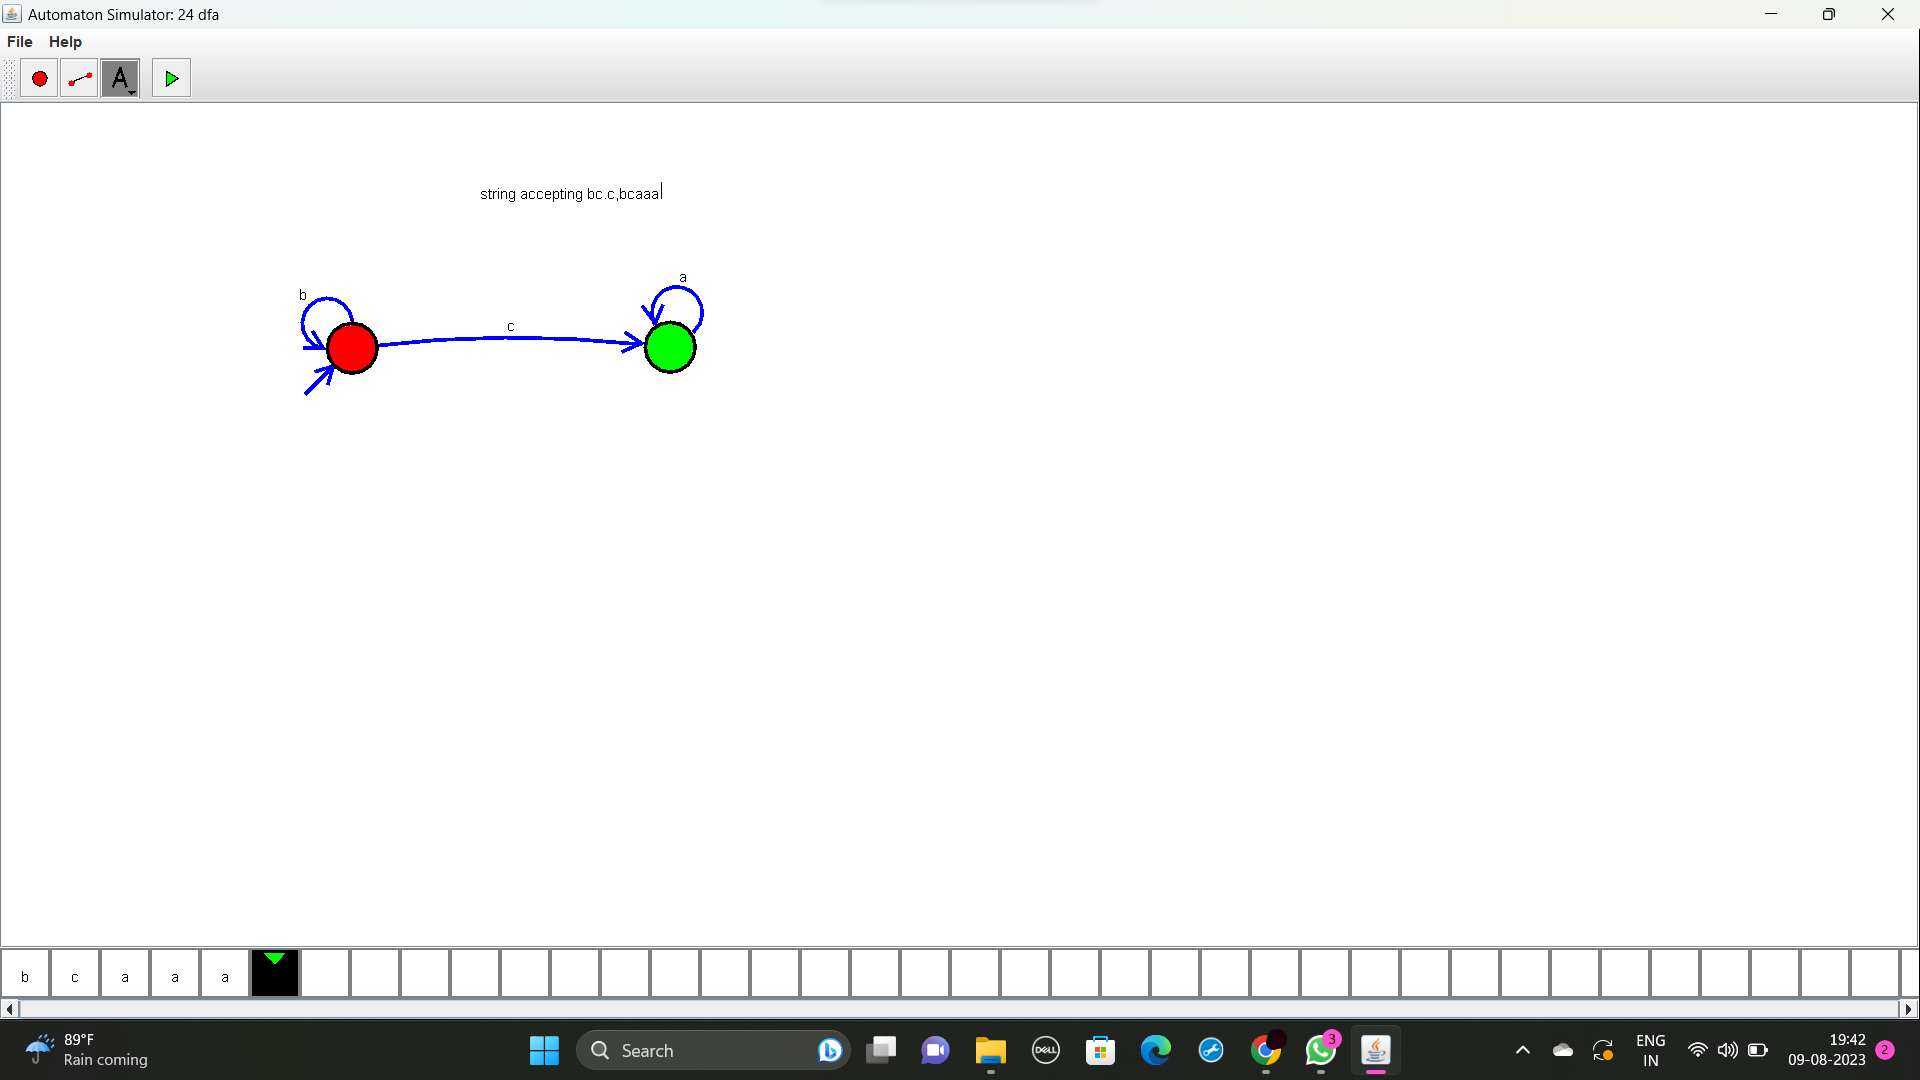 Automaton Simulator: 24 dfa
File Help
A
string accepting bc.c,bcaaa
a
b
c
b c a a a
89°F
Rain coming
Search
DELL
3
ENG
IN
19:42
09-08-2023
2